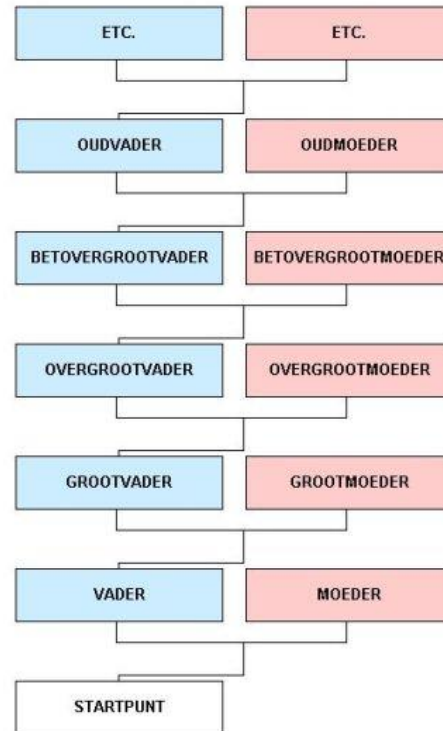 ETC.
ETC.
OUDVADER
OUDMOEDER
BETOVERGROOTVADER
BETOVERGROOTMOEDER
OVERGROOTVADER
OVERGROOTMOEDER
GROOTVADER
GROOTMOEDER
VADER
MOEDER
STARTPUNT